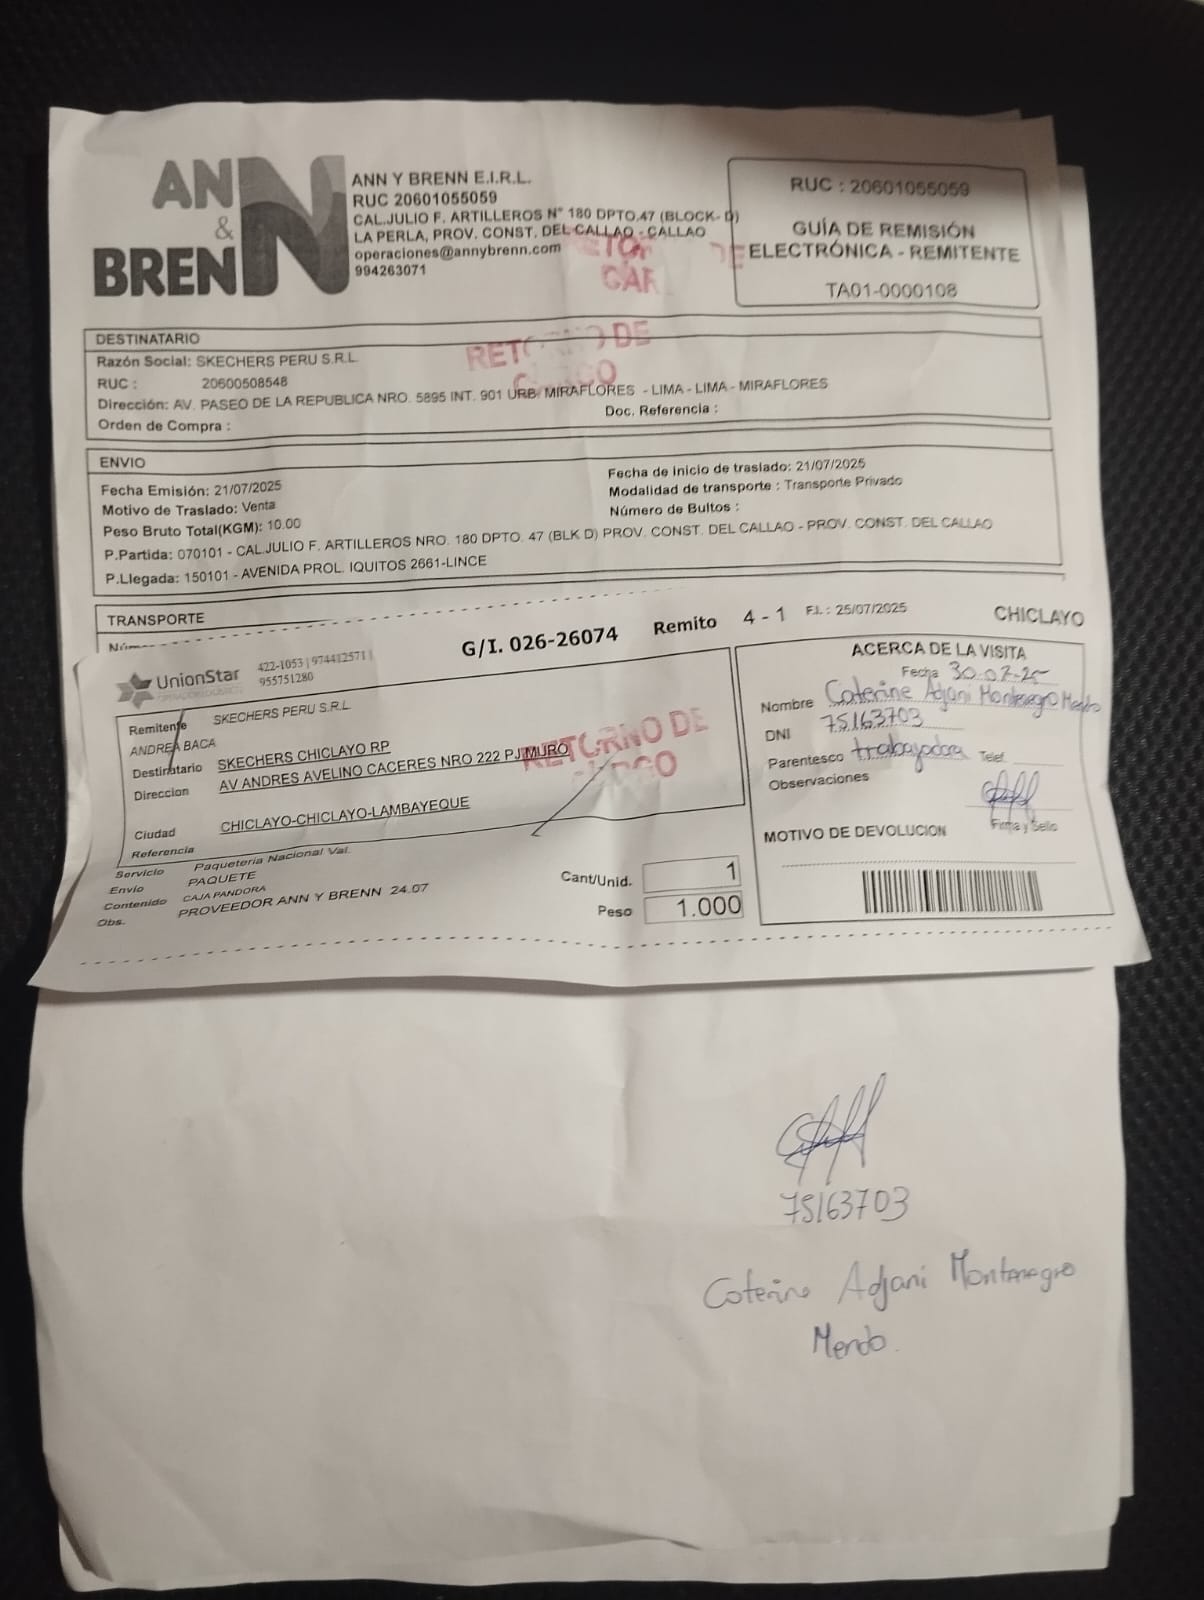 AN
&
BRENN
ANN Y BRENN E.I.R.L.
RUC 20601055059
CAL.JULIO F. ARTILLEROS N° 180 DPTO.47 (BLOCK- D)
LA PERLA, PROV. CONST. DEL CALLAO - CALLAO
operaciones@annybrenn.com
994263071
RUC : 20601055059
GUÍA DE REMISIÓN
ELECTRÓNICA - REMITENTE
TA01-0000108
DESTINATARIO
Razón Social: SKECHERS PERU S.R.L.
RUC : 20600508548
Dirección: AV. PASEO DE LA REPUBLICA NRO. 5895 INT. 901 URB. MIRAFLORES - LIMA - LIMA - MIRAFLORES
Orden de Compra :
Doc. Referencia :
ENVIO
Fecha Emisión: 21/07/2025
Motivo de Traslado: Venta
Peso Bruto Total(KGM): 10.00
Fecha de inicio de traslado: 21/07/2025
Modalidad de transporte : Transporte Privado
Número de Bultos :
P.Partida: 070101 - CAL.JULIO F. ARTILLEROS NRO. 180 DPTO. 47 (BLK D) PROV. CONST. DEL CALLAO - PROV. CONST. DEL CALLAO
P.Llegada: 150101 - AVENIDA PROL. IQUITOS 2661-LINCE
TRANSPORTE
G/I. 026-26074 Remito 4 - 1 F.I. : 25/07/2025 CHICLAYO
UnionStar
422-1053 | 974412571 |
955751280
Remitente SKECHERS PERU S.R.L.
ANDREA BACA
Destinatario SKECHERS CHICLAYO RP
Direccion AV ANDRES AVELINO CACERES NRO 222 PJ.MURO
RETORNO DE
Ciudad CHICLAYO-CHICLAYO-LAMBAYEQUE
Referencia
Servicio Paqueteria Nacional Val.
Envio PAQUETE
Contenido CAJA PANDORA
Obs. PROVEEDOR ANN Y BRENN 24.07
Cant/Unid. 1
Peso 1.000
ACERCA DE LA VISITA
Fecha 30-07-25
Nombre Caterine Adjani Montenegro Mendo
DNI 75163703
Parentesco trabajadora Telef.
Observaciones
Firma y Sello
MOTIVO DE DEVOLUCION
75163703
Caterine Adjani Montenegro
Mendo.